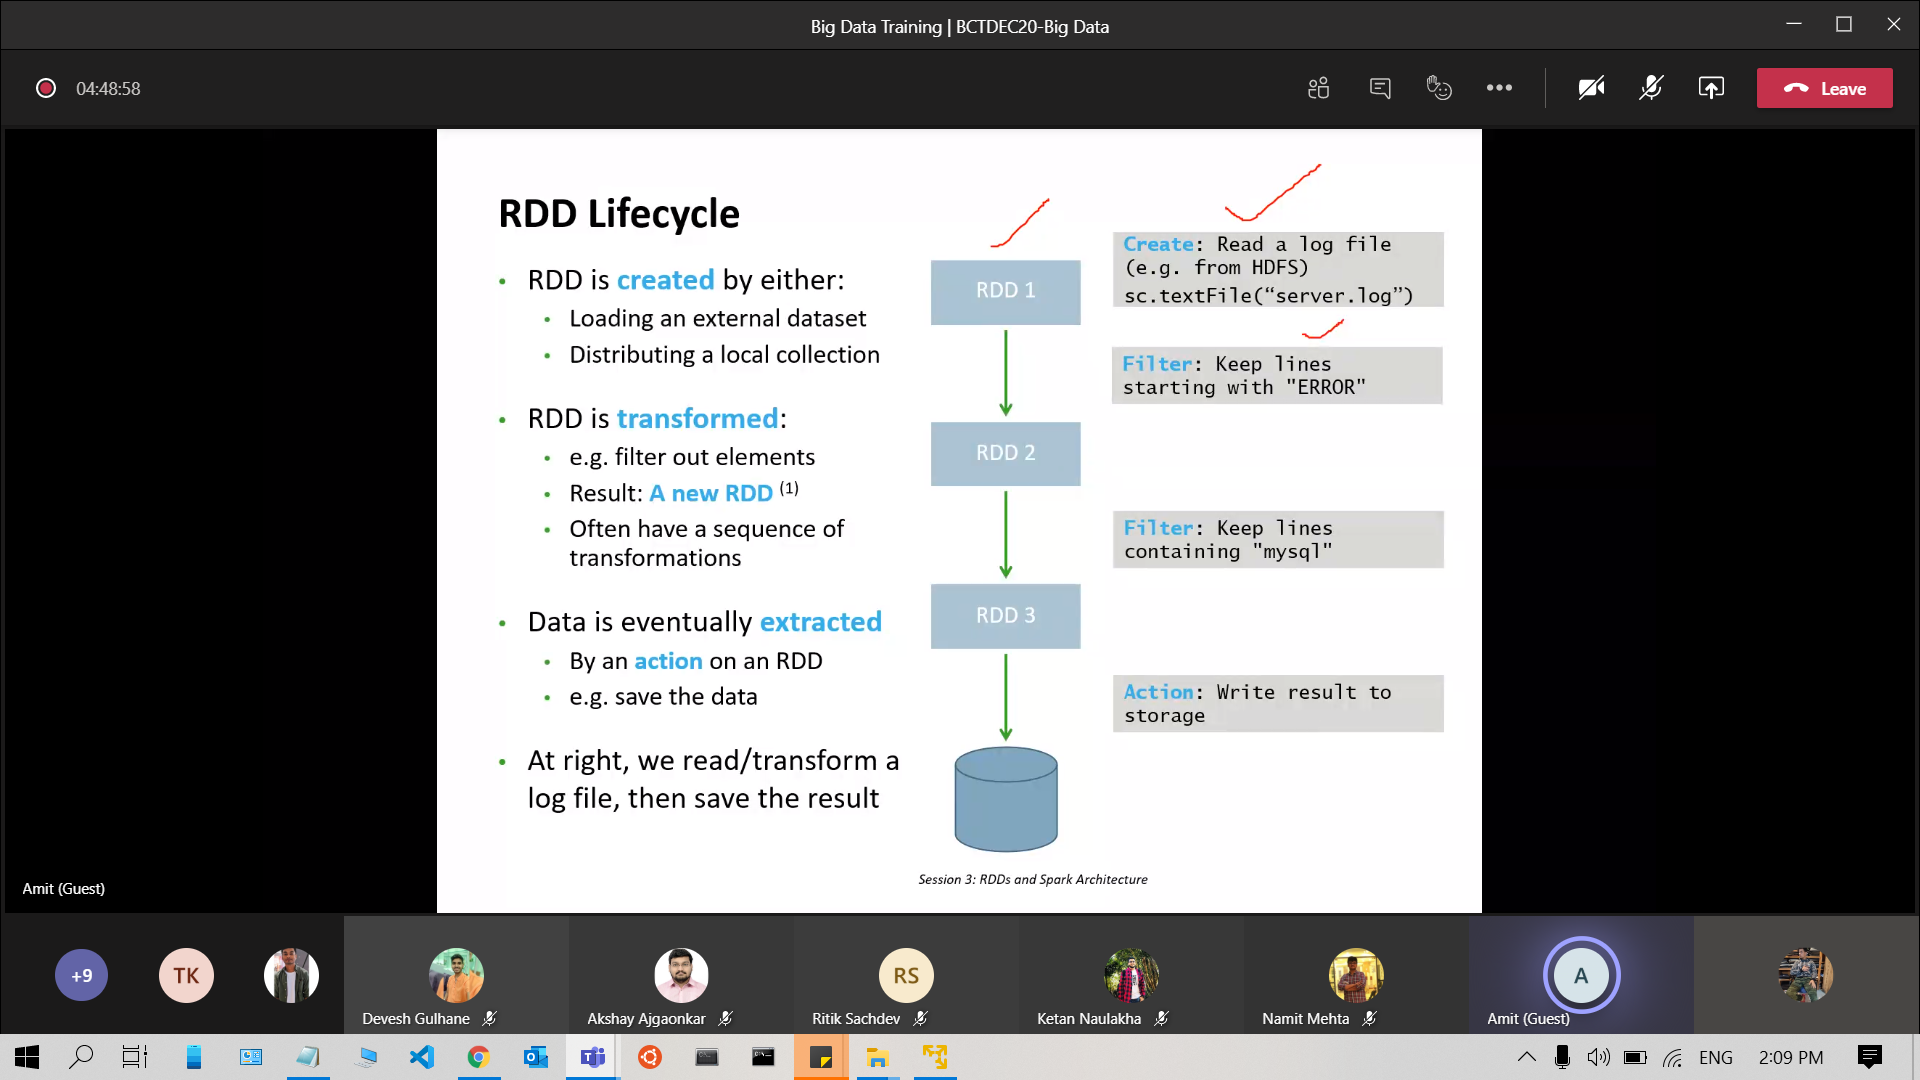 Big Data Training | BCTDEC20-Big Data
04:48:58
Leave
RDD Lifecycle
• RDD is created by either:
• Loading an external dataset
• Distributing a local collection
• RDD is transformed:
• e.g. filter out elements
• Result: A new RDD (1)
• Often have a sequence of
transformations
• Data is eventually extracted
• By an action on an RDD
• e.g. save the data
• At right, we read/transform a
log file, then save the result
RDD 1
RDD 2
RDD 3
Create: Read a log file
(e.g. from HDFS)
sc.textFile(“server.log”)
Filter: Keep lines
starting with "ERROR"
Filter: Keep lines
containing "mysql"
Action: Write result to
storage
Session 3: RDDs and Spark Architecture
Amit (Guest)
+9
TK
RS
A
Devesh Gulhane
Akshay Ajgaonkar
Ritik Sachdev
Ketan Naulakha
Namit Mehta
Amit (Guest)
ENG
2:09 PM